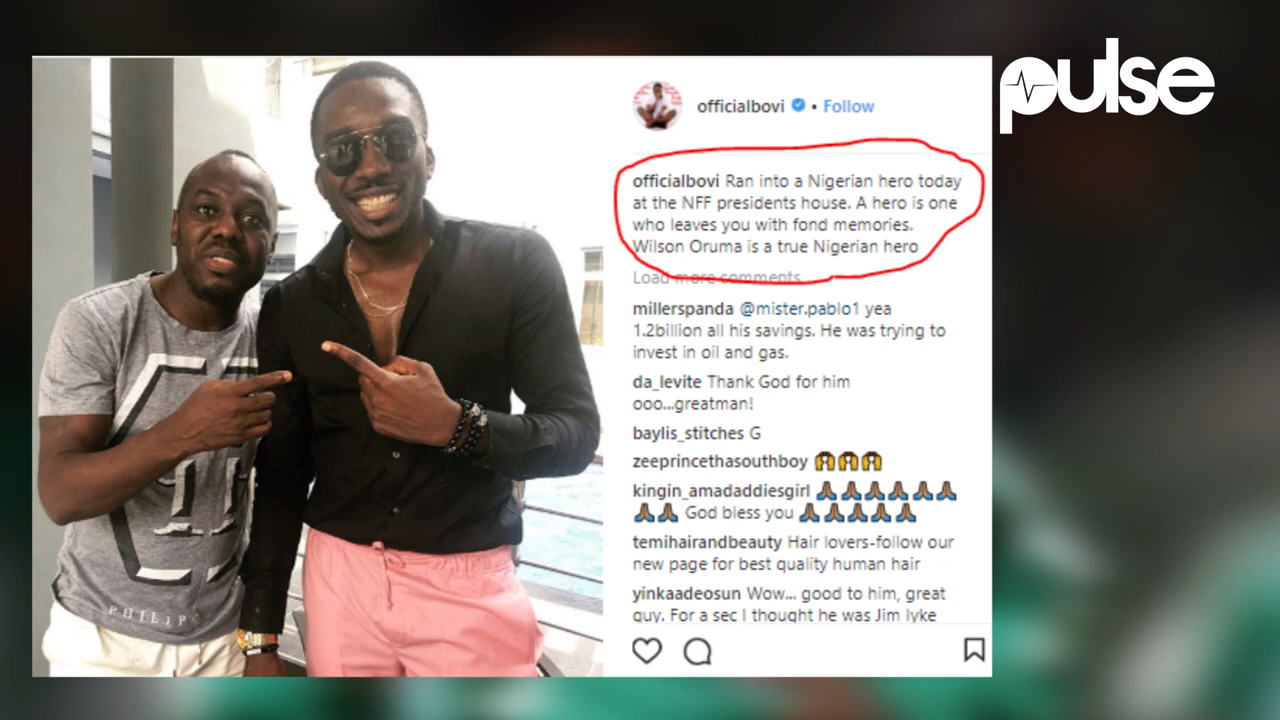 pulse
officialbovi • Follow
officialbovi Ran into a Nigerian hero today
at the NFF presidents house. A hero is one
who leaves you with fond memories.
Wilson Oruma is a true Nigerian hero
Load more comments
millerspanda @mister.pablo1 yea
1.2billion all his savings. He was trying to
invest in oil and gas.
da_levite Thank God for him
ooo...greatman!
baylis_stitches G
zeeprincethasouthboy 🙆🙆🙆
kingin_amadaddiesgirl 🙏🏾🙏🏾🙏🏾🙏🏾🙏🏾🙏🏾
🙏🏾🙏🏾 God bless you 🙏🏾🙏🏾🙏🏾🙏🏾🙏🏾
temihairandbeauty Hair lovers-follow our
new page for best quality human hair
yinkaadeosun Wow... good to him, great
guy. For a sec I thought he was Jim Iyke
PHILIPP